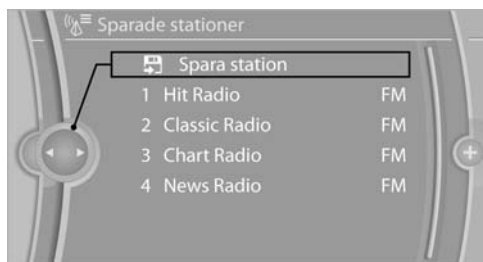 Sparade stationer
Spara station
1 Hit Radio FM
2 Classic Radio FM
3 Chart Radio FM
4 News Radio FM